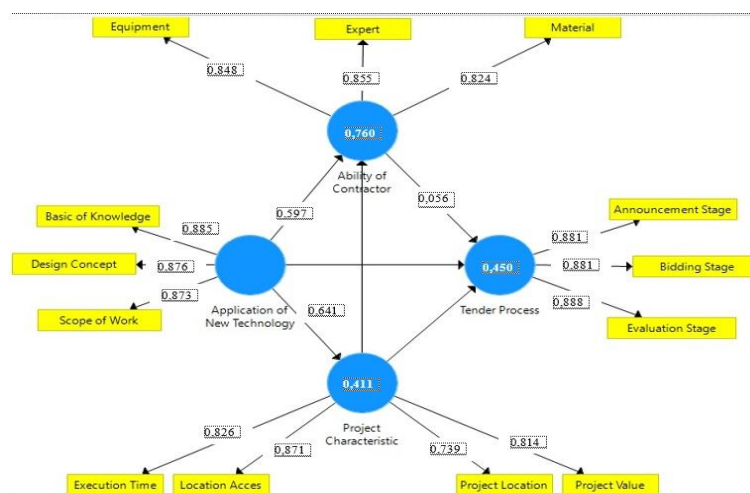 Equipment
Expert
Material
0,848
0,855
0,824
0,760
Ability of
Contractor
0,597
0,056
Basic of Knowledge
0,885
Design Concept
0,876
Scope of Work
0,873
Application of
New Technology
0,641
Announcement Stage
0,881
Bidding Stage
0,881
Evaluation Stage
0,888
0,450
Tender Process
0,411
Project
Characteristic
0,826
0,871
0,739
0,814
Execution Time
Location Acces
Project Location
Project Value